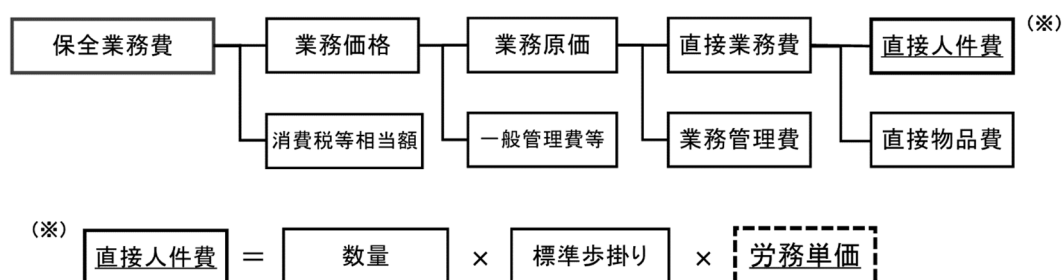 保全業務費 業務価格 業務原価 直接業務費 直接人件費 (※)
消費税等相当額 一般管理費等 業務管理費 直接物品費
(※)
直接人件費 = 数量 × 標準歩掛り × 労務単価